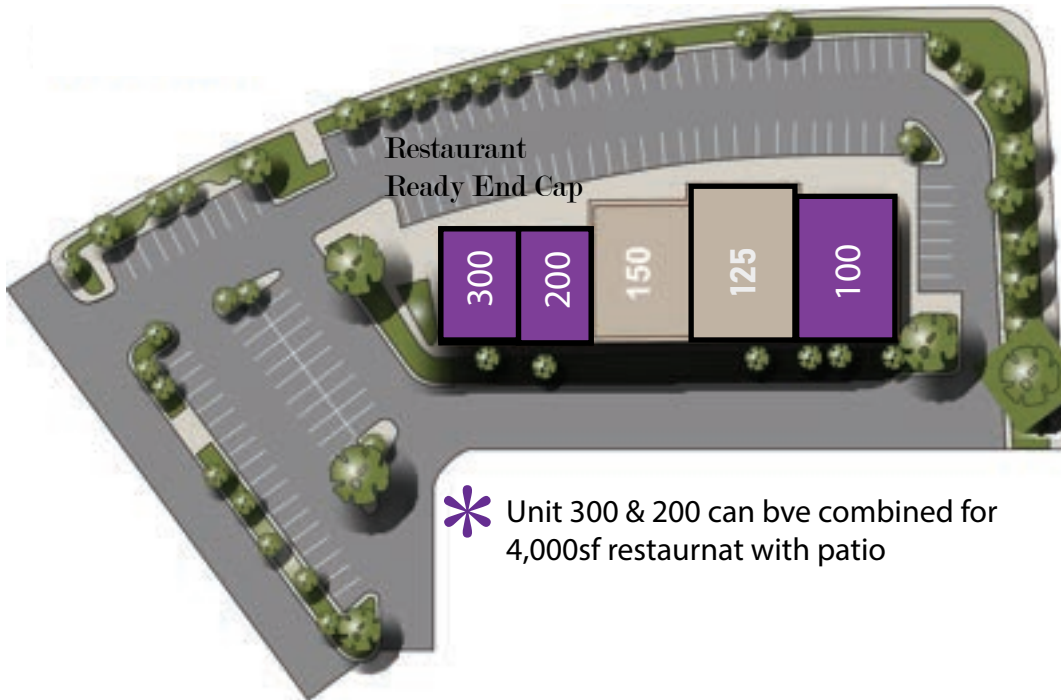 Restaurant
Ready End Cap
300
200
150
125
100
* Unit 300 & 200 can bve combined for
4,000sf restaurnat with patio